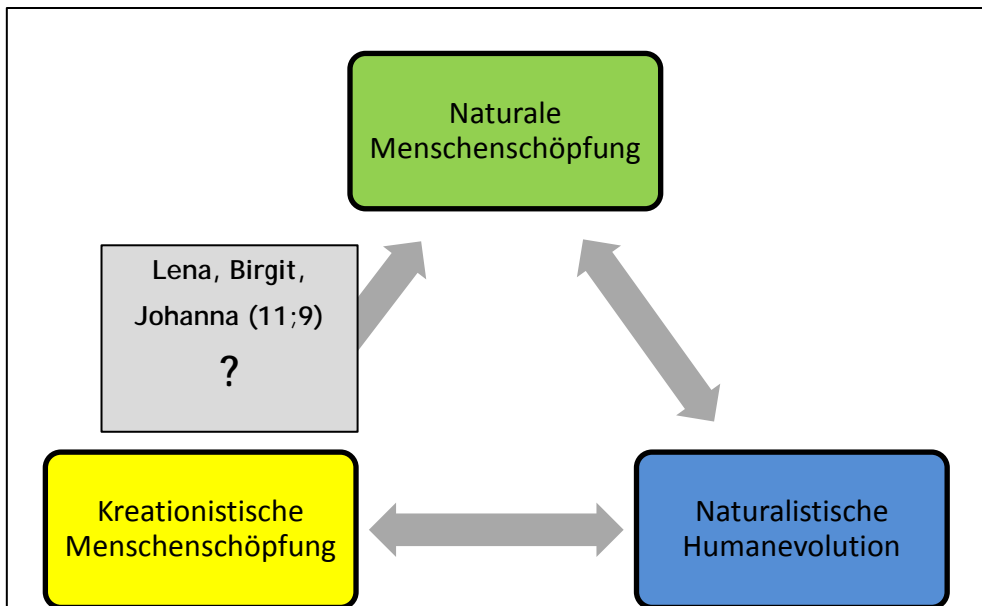 Naturale
Menschenschöpfung
Lena, Birgit,
Johanna (11;9)
?
Kreationistische
Menschenschöpfung
Naturalistische
Humanevolution